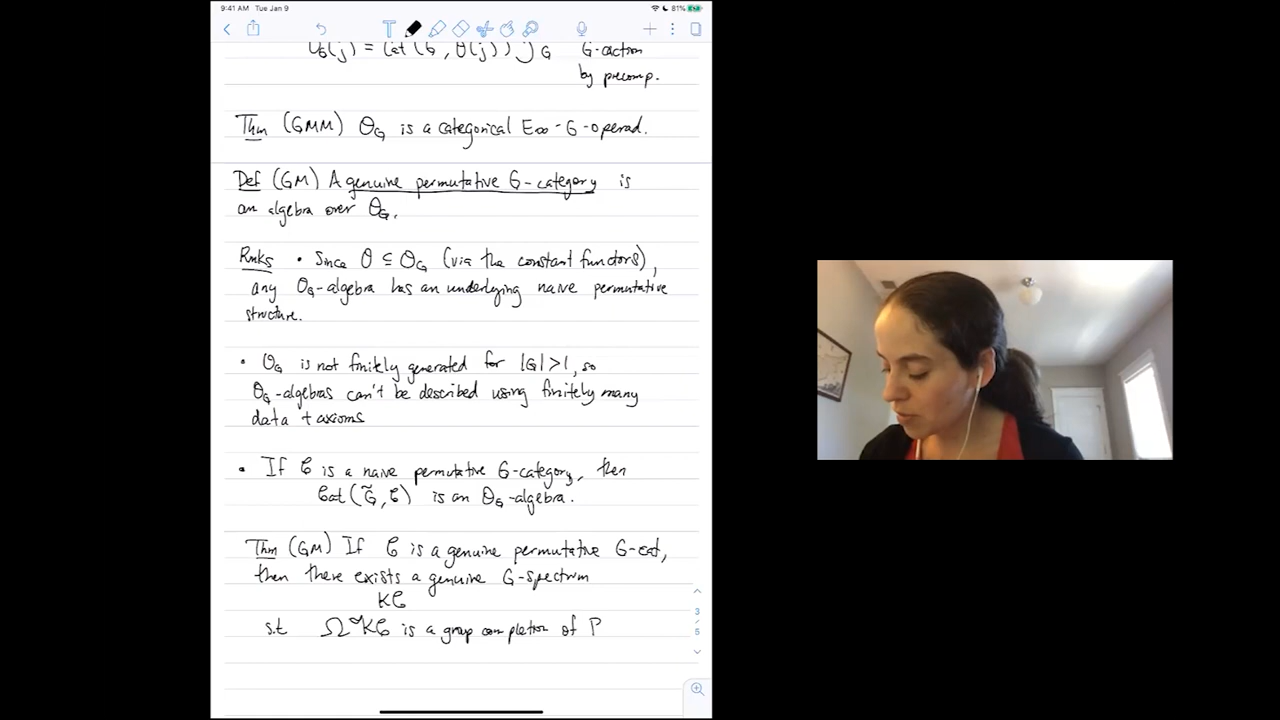 9:41 AM Tue Jan 9
81%
O_G(j) = Cat(G̃, O(j)) ↻ G G-action
by precomp.
Thm (GMM) O_G is a categorical E∞-G-operad.
Def (GM) A genuine permutative G-category is
an algebra over O_G.
Rmks • Since O ⊆ O_G (via the constant functors),
any O_G-algebra has an underlying naive permutative
structure.
• O_G is not finitely generated for |G|>1, so
O_G-algebras can't be described using finitely many
data + axioms
• If C is a naive permutative G-category, then
Cat(G̃, C) is an O_G-algebra.
Thm (GM) If C is a genuine permutative G-cat,
then there exists a genuine G-spectrum
KC
s.t Ω^∞KC is a group completion of
3
5